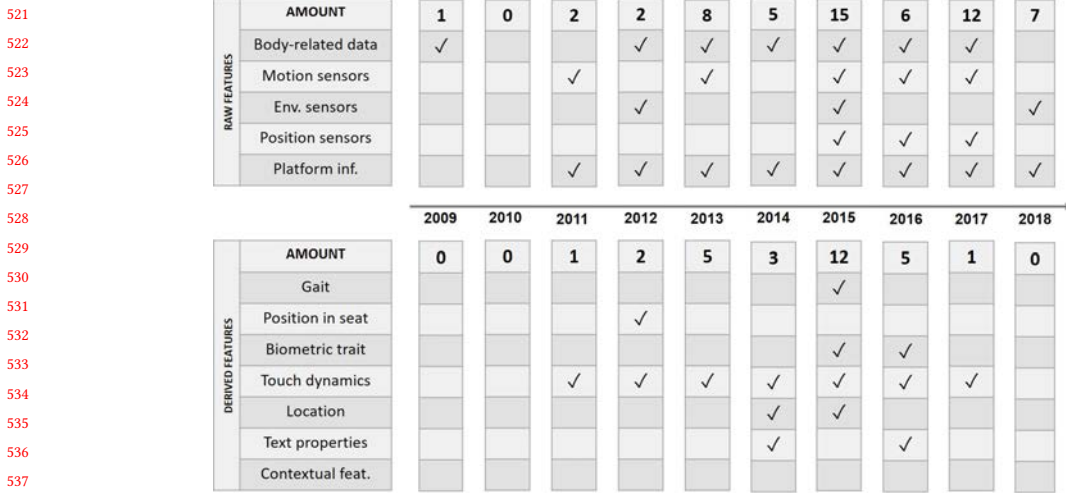 521 AMOUNT 1 0 2 2 8 5 15 6 12 7
522 Body-related data ✓ ✓ ✓ ✓ ✓ ✓ ✓
523 Motion sensors ✓ ✓ ✓ ✓ ✓
524 Env. sensors ✓ ✓ ✓
525 Position sensors ✓ ✓ ✓
526 Platform inf. ✓ ✓ ✓ ✓ ✓ ✓ ✓ ✓
RAW FEATURES
527
528 2009 2010 2011 2012 2013 2014 2015 2016 2017 2018
529 AMOUNT 0 0 1 2 5 3 12 5 1 0
530 Gait ✓
531 Position in seat ✓
532 Biometric trait ✓ ✓
533
534 Touch dynamics ✓ ✓ ✓ ✓ ✓ ✓ ✓
535 Location ✓ ✓
536 Text properties ✓ ✓
537 Contextual feat.
DERIVED FEATURES